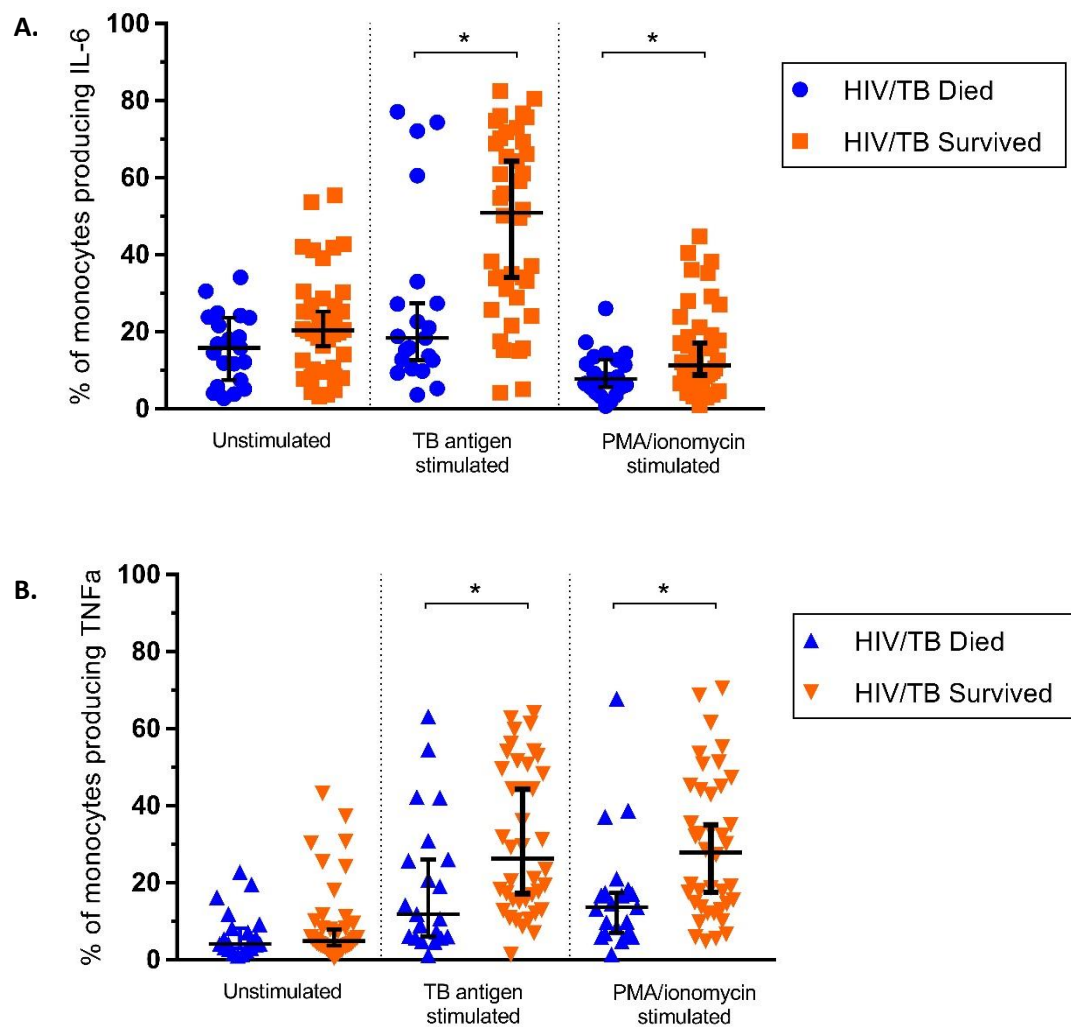 A.
% of monocytes producing IL-6
100
80
60
40
20
0
*
*
HIV/TB Died
HIV/TB Survived
Unstimulated
TB antigen
stimulated
PMA/ionomycin
stimulated
B.
% of monocytes producing TNFa
100
80
60
40
20
0
*
*
HIV/TB Died
HIV/TB Survived
Unstimulated
TB antigen
stimulated
PMA/ionomycin
stimulated